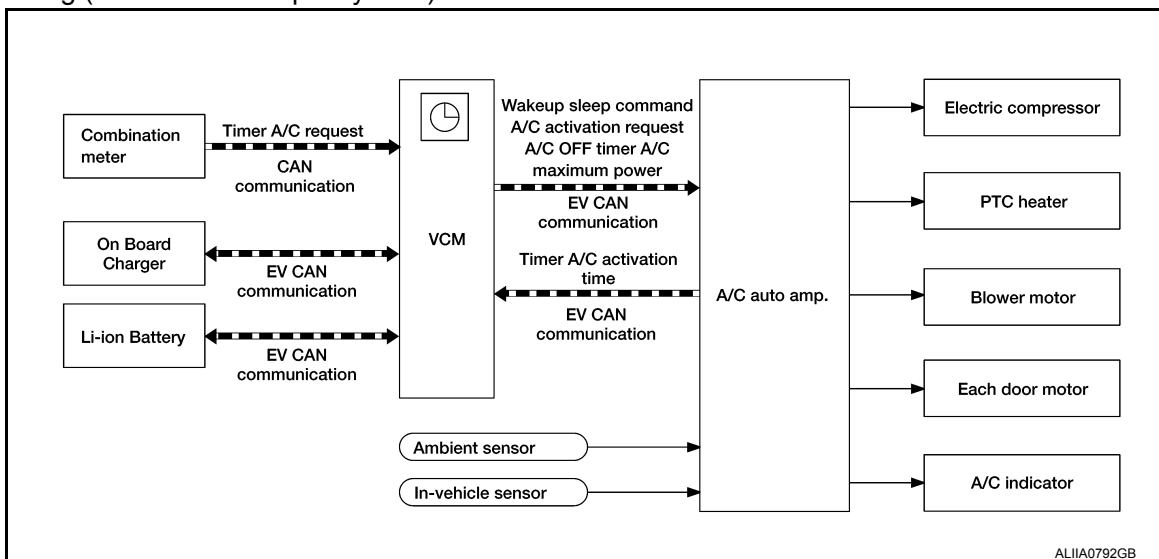 Combination
meter
Timer A/C request
CAN
communication
On Board
Charger
EV CAN
communication
Li-ion Battery
EV CAN
communication
VCM
Wakeup sleep command
A/C activation request
A/C OFF timer A/C
maximum power
EV CAN
communication
Timer A/C activation
time
EV CAN
communication
Ambient sensor
In-vehicle sensor
A/C auto amp.
Electric compressor
PTC heater
Blower motor
Each door motor
A/C indicator
ALIIA0792GB